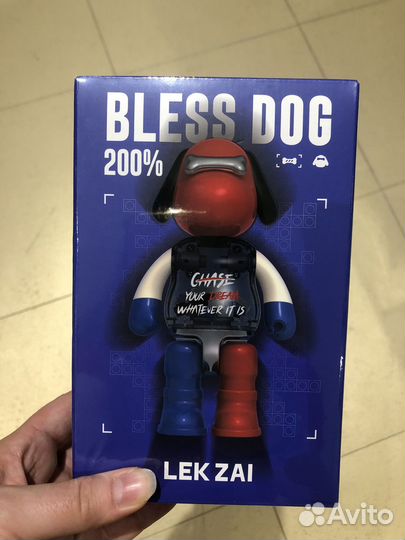 BLESS DOG
200%
CHASE
YOUR DREAM
WHATEVER IT IS
LEK ZAI
Avito